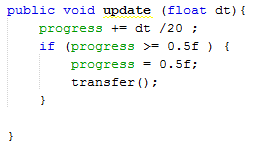 public void update (float dt){
progress += dt /20 ;
if (progress >= 0.5f ) {
progress = 0.5f;
transfer();
}
}